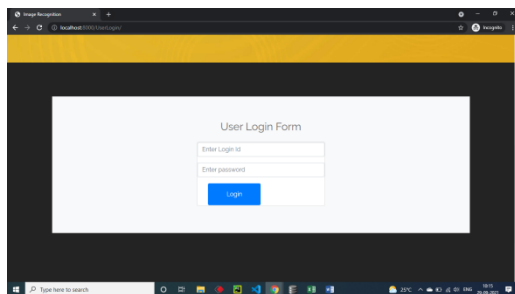 Image Recognition
localhost:8000/UserLogin/
Incognito
User Login Form
Enter Login Id
Enter password
Login
Type here to search
25°C
ENG